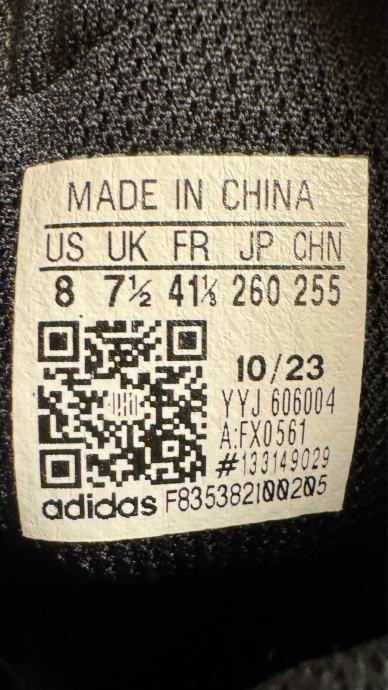 MADE IN CHINA
US UK FR JP CHN
8 7½ 41⅓ 260 255
10/23
YYJ 606004
A:FX0561
#133149029
adidas F835382100205